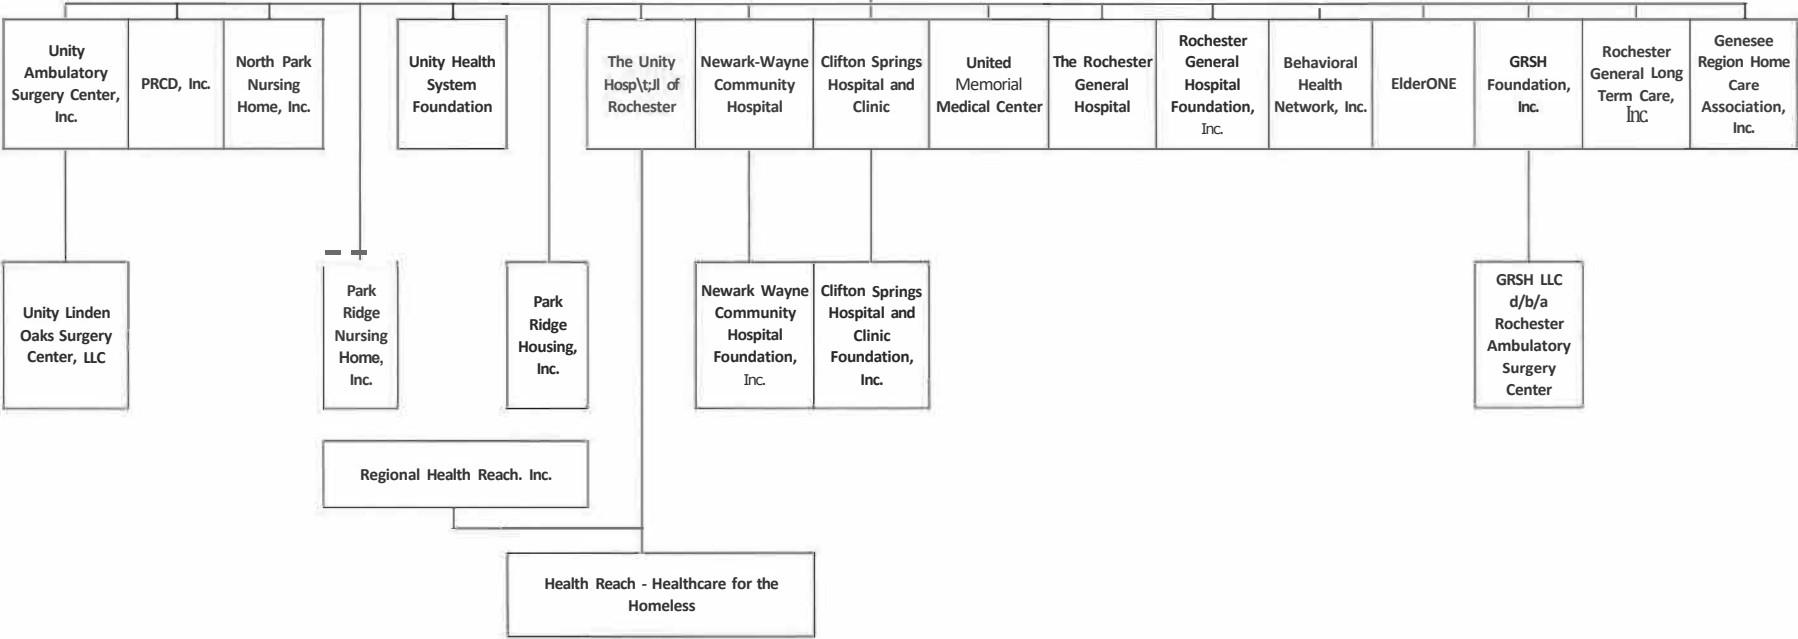 Unity
Ambulatory
Surgery Center,
Inc.
PRCD, Inc.
North Park
Nursing
Home, Inc.
Unity Health
System
Foundation
The Unity
Hosp\t;Jl of
Rochester
Newark-Wayne
Community
Hospital
Clifton Springs
Hospital and
Clinic
United
Memorial
Medical Center
The Rochester
General
Hospital
Rochester
General
Hospital
Foundation,
Inc.
Behavioral
Health
Network, Inc.
ElderONE
GRSH
Foundation,
Inc.
Rochester
General Long
Term Care,
Inc.
Genesee
Region Home
Care
Association,
Inc.
Unity Linden
Oaks Surgery
Center, LLC
Park
Ridge
Nursing
Home,
Inc.
Park
Ridge
Housing,
Inc.
Newark Wayne
Community
Hospital
Foundation,
Inc.
Clifton Springs
Hospital and
Clinic
Foundation,
Inc.
GRSH LLC
d/b/a
Rochester
Ambulatory
Surgery
Center
Regional Health Reach. Inc.
Health Reach - Healthcare for the
Homeless